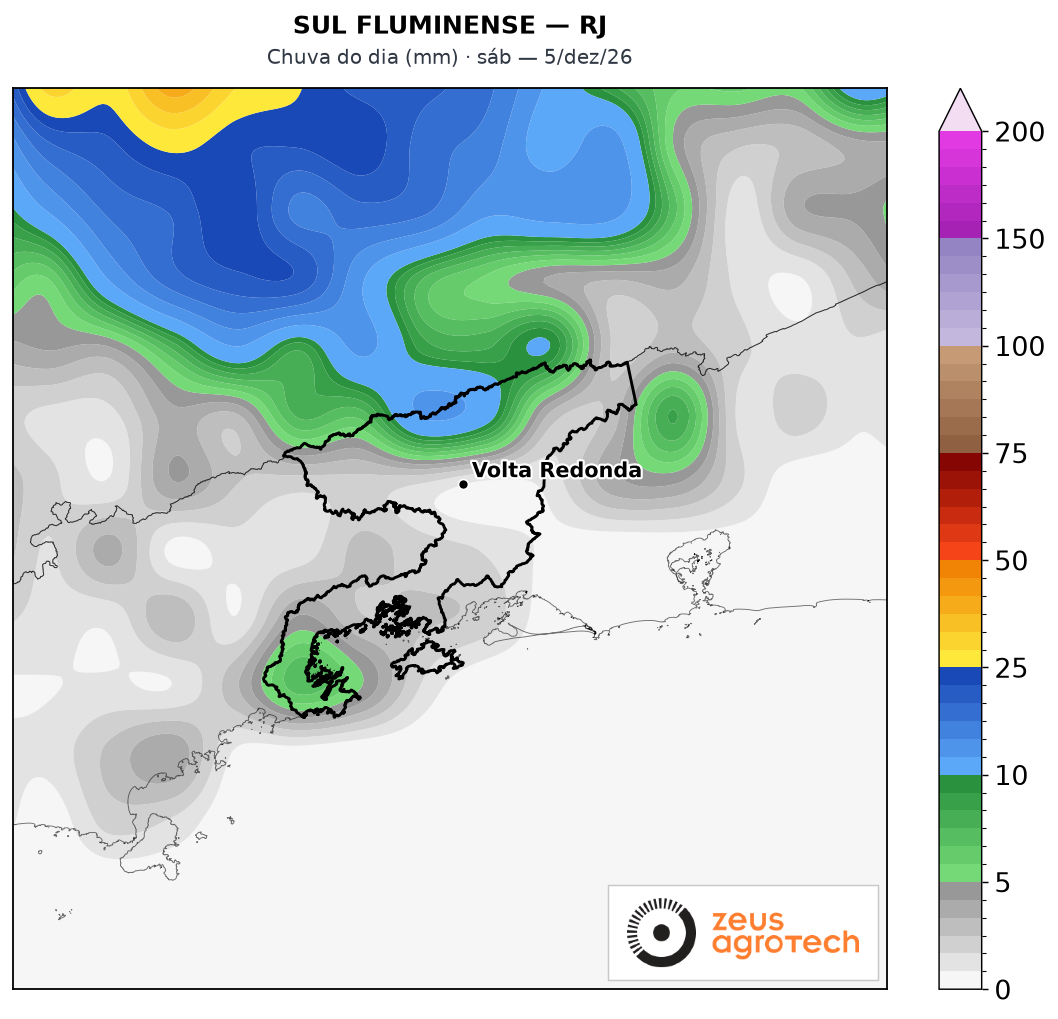 SUL FLUMINENSE — RJ
Chuva do dia (mm) · sáb — 5/dez/26
200
150
100
75
50
25
10
5
0
Volta Redonda
zeus
agrotech